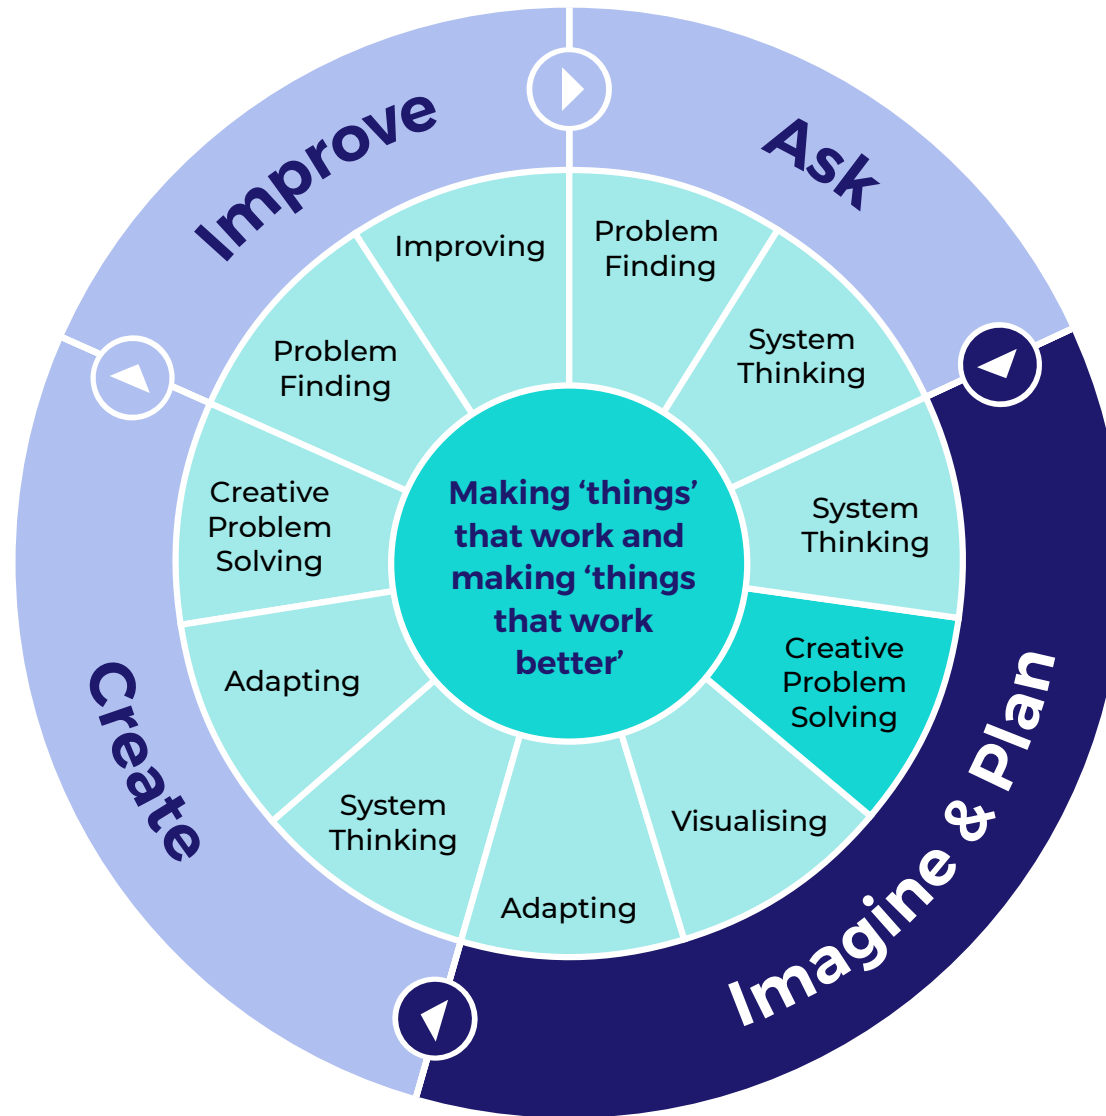 Improve
Ask
Improving
Problem
Finding
Problem
Finding
System
Thinking
System
Thinking
Creative
Problem
Solving
Visualising
Adapting
System
Thinking
Adapting
Creative
Problem
Solving
Making ‘things’
that work and
making ‘things
that work
better’
Create
Imagine & Plan